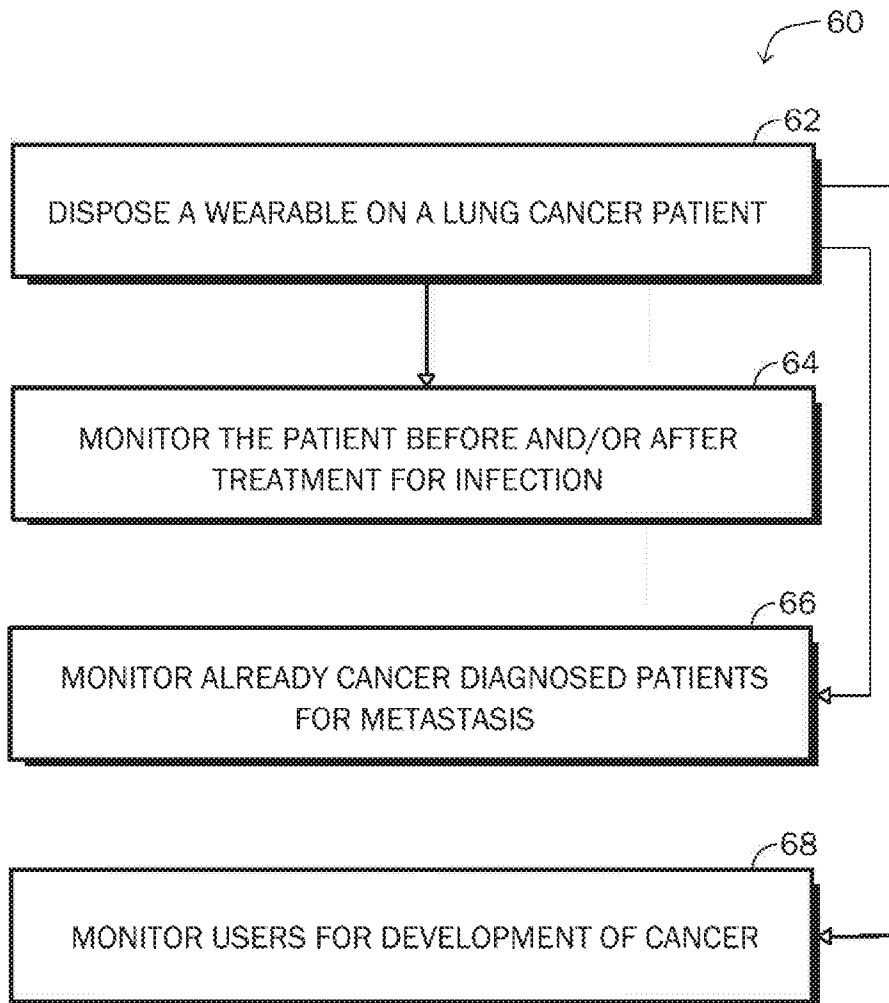 60
62
DISPOSE A WEARABLE ON A LUNG CANCER PATIENT
64
MONITOR THE PATIENT BEFORE AND/OR AFTER
TREATMENT FOR INFECTION
66
MONITOR ALREADY CANCER DIAGNOSED PATIENTS
FOR METASTASIS
68
MONITOR USERS FOR DEVELOPMENT OF CANCER